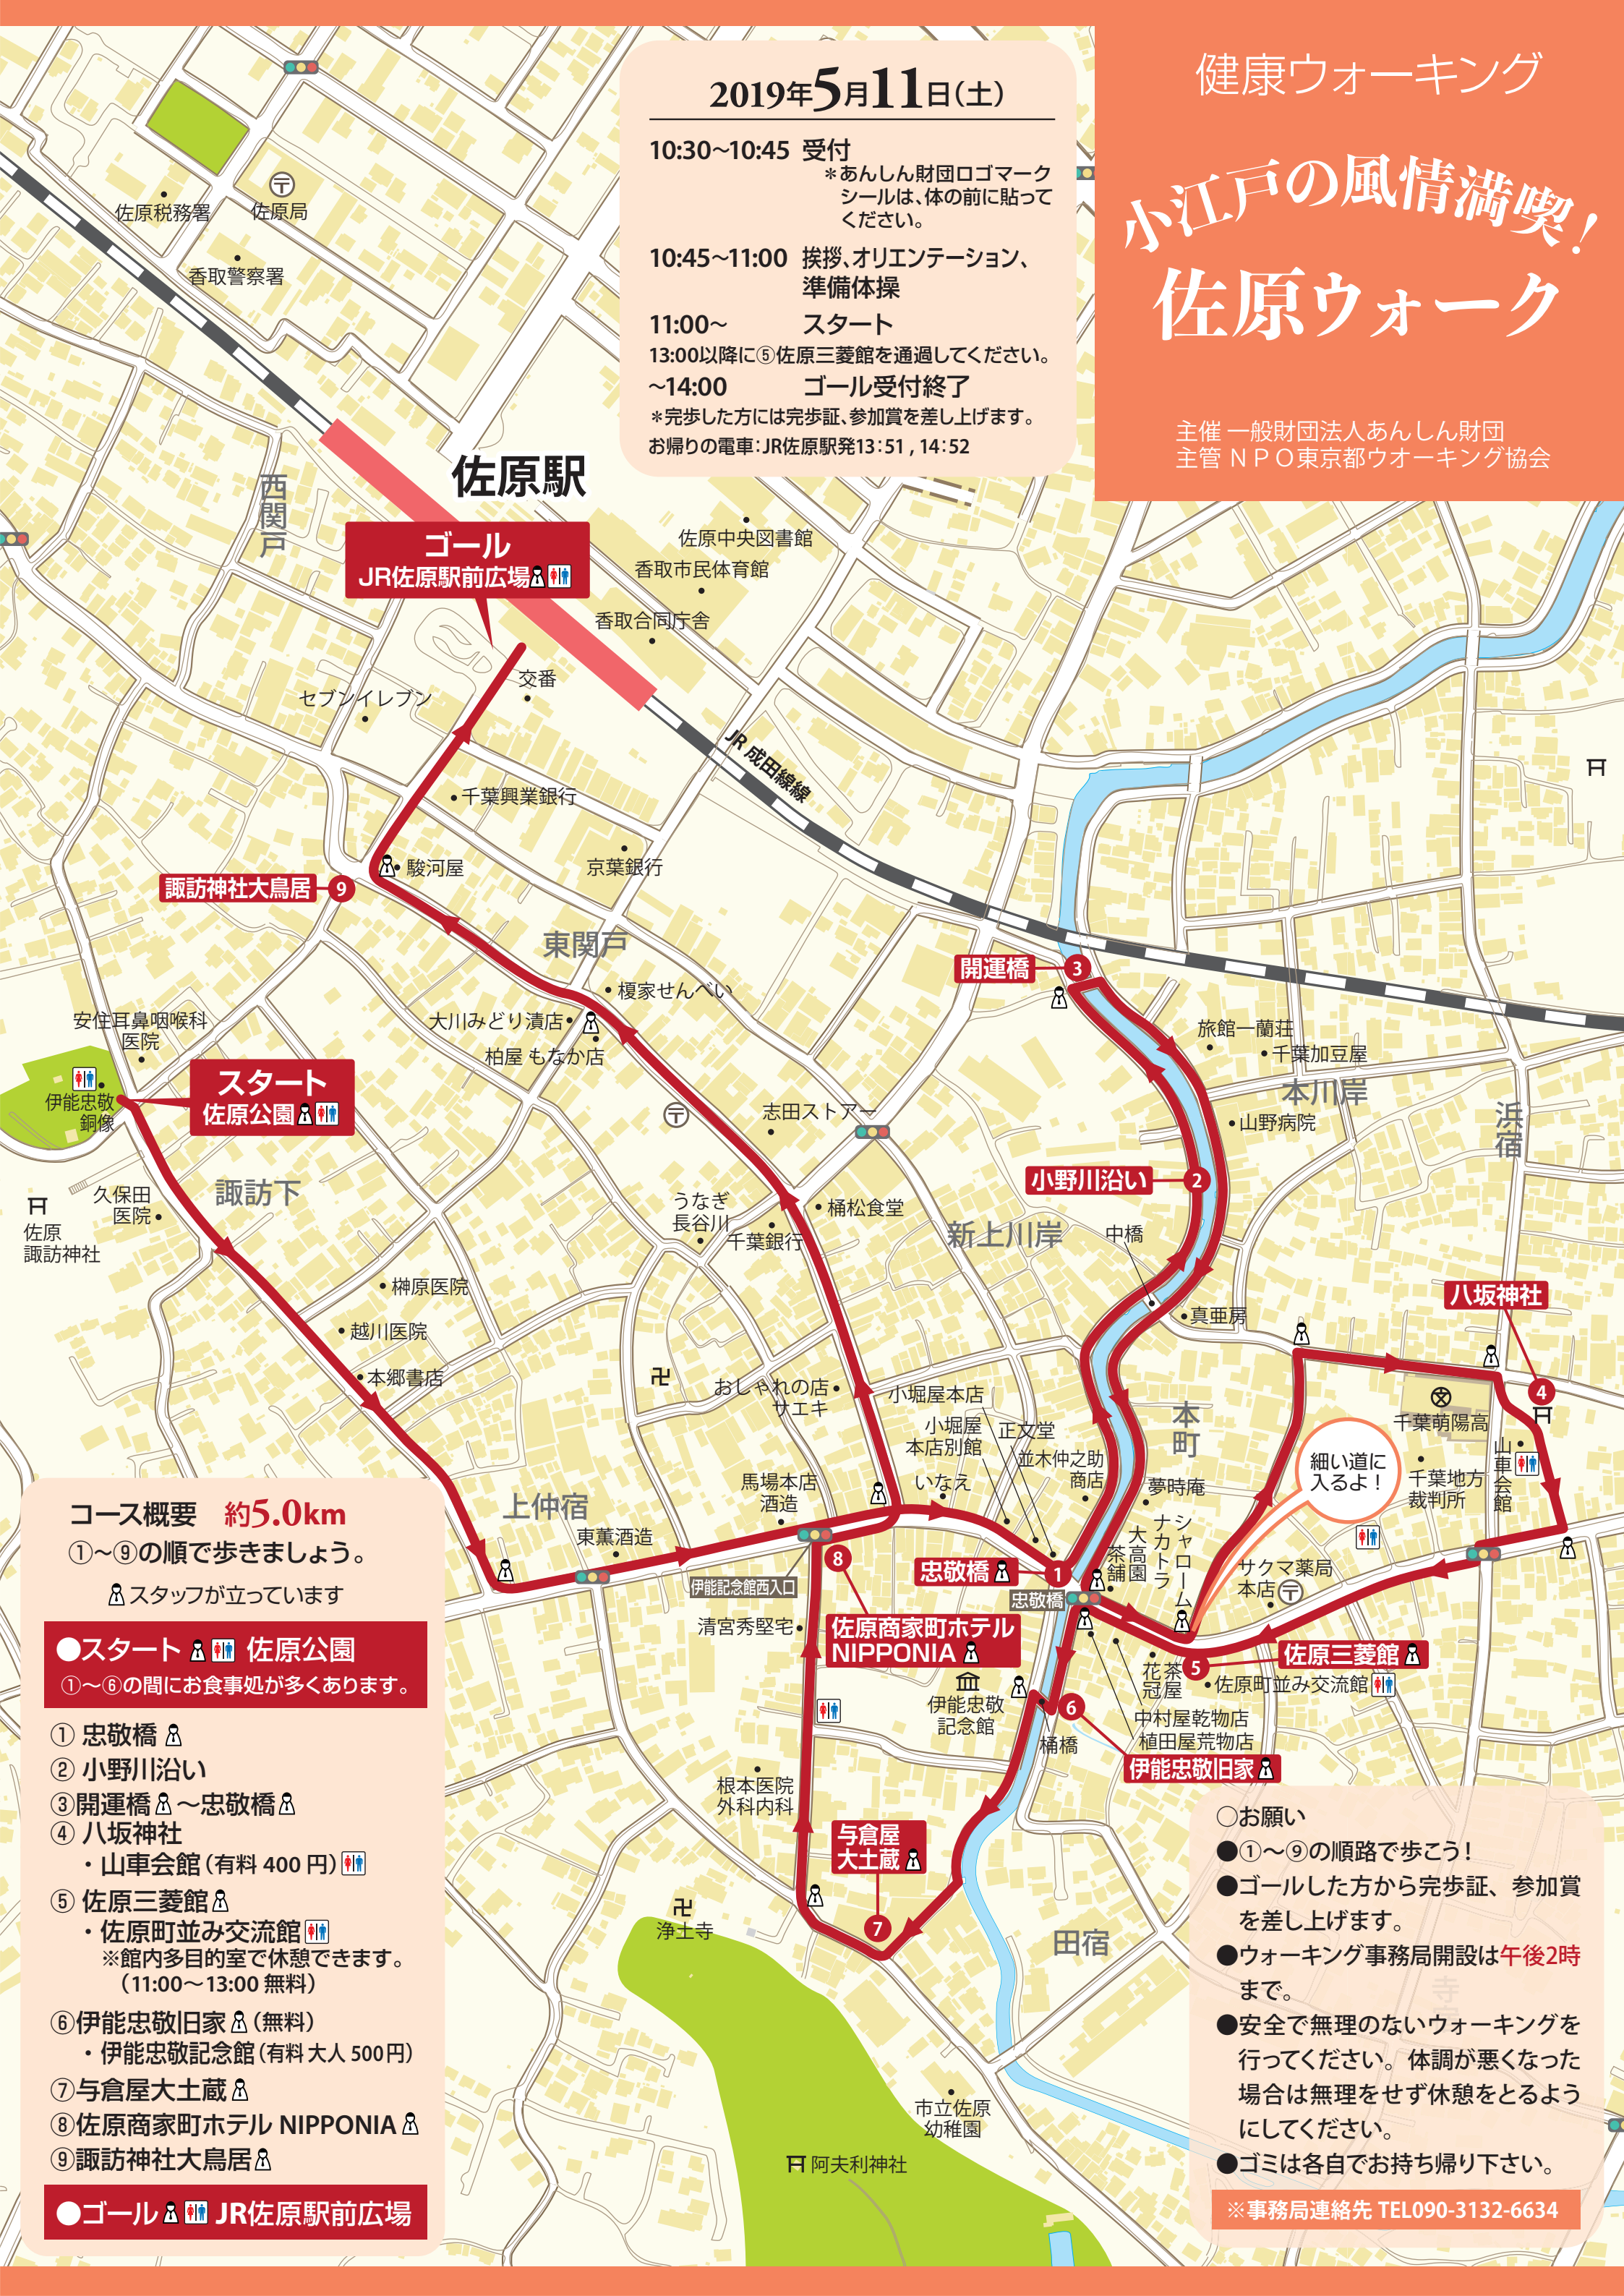 健康ウォーキング
小江戸の風情満喫！
佐原ウォーク
主催 一般財団法人あんしん財団
主管 ＮＰＯ東京都ウオーキング協会
2019年5月11日（土）
10:30～10:45 受付
＊あんしん財団ロゴマーク
シールは、体の前に貼って
ください。
10:45～11:00 挨拶、オリエンテーション、
準備体操
11:00～ スタート
13:00以降に⑤佐原三菱館を通過してください。
～14:00 ゴール受付終了
＊完歩した方には完歩証、参加賞を差し上げます。
お帰りの電車：JR佐原駅発13：51 , 14：52
佐原税務署
佐原局
香取警察署
佐原駅
西関戸
ゴール
JR佐原駅前広場
佐原中央図書館
香取市民体育館
香取合同庁舎
交番
セブンイレブン
JR 成田線線
千葉興業銀行
京葉銀行
駿河屋
諏訪神社大鳥居
9
東関戸
榎家せんべい
大川みどり漬店
柏屋 もなか店
開運橋
3
旅館一蘭荘
千葉加豆屋
本川岸
山野病院
浜宿
安住耳鼻咽喉科
医院
伊能忠敬
銅像
スタート
佐原公園
志田ストアー
小野川沿い
2
佐原
諏訪神社
久保田
医院
諏訪下
うなぎ
長谷川
千葉銀行
桶松食堂
新上川岸
中橋
真亜房
八坂神社
4
榊原医院
越川医院
本郷書店
おしゃれの店
サエキ
小堀屋本店
小堀屋
本店別館
正文堂
並木仲之助
商店
いなえ
本町
夢時庵
千葉萌陽高
千葉地方
裁判所
山車会館
細い道に
入るよ！
上仲宿
馬場本店
酒造
東薫酒造
伊能記念館西入口
8
忠敬橋
1
忠敬橋
大高園
茶舗
シャローム
ナカトラ
サクマ薬局
本店
清宮秀堅宅
佐原商家町ホテル
NIPPONIA
佐原三菱館
5
花茶
冠屋
佐原町並み交流館
伊能忠敬
記念館
6
桶橋
中村屋乾物店
植田屋荒物店
伊能忠敬旧家
根本医院
外科内科
与倉屋
大土蔵
7
浄土寺
田宿
寺
市立佐原
幼稚園
阿夫利神社
コース概要 約5.0km
①～⑨の順で歩きましょう。
スタッフが立っています
●スタート 佐原公園
①～⑥の間にお食事処が多くあります。
① 忠敬橋
② 小野川沿い
③開運橋 ～忠敬橋
④ 八坂神社
・山車会館（有料 400 円）
⑤ 佐原三菱館
・佐原町並み交流館
※館内多目的室で休憩できます。
（11:00～13:00 無料）
⑥伊能忠敬旧家 （無料）
・伊能忠敬記念館（有料 大人 500円）
⑦与倉屋大土蔵
⑧佐原商家町ホテル NIPPONIA
⑨諏訪神社大鳥居
●ゴール JR佐原駅前広場
○お願い
●①～⑨の順路で歩こう！
●ゴールした方から完歩証、参加賞
を差し上げます。
●ウォーキング事務局開設は午後2時
まで。
●安全で無理のないウォーキングを
行ってください。体調が悪くなった
場合は無理をせず休憩をとるよう
にしてください。
●ゴミは各自でお持ち帰り下さい。
※事務局連絡先 TEL090-3132-6634